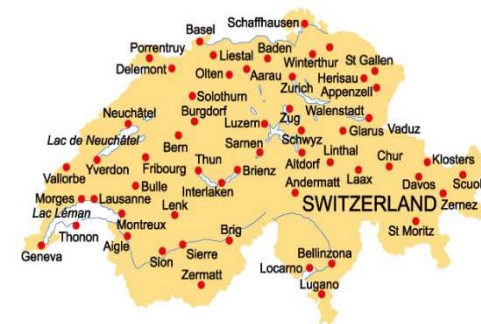 Schaffhausen
Basel
Porrentruy
Liestal
Baden
Winterthur
St Gallen
Delemont
Olten
Aarau
Zurich
Herisau
Appenzell
Solothurn
Zug
Walenstadt
Neuchâtel
Burgdorf
Luzern
Schwyz
Glarus
Vaduz
Lac de Neuchâtel
Bern
Sarnen
Altdorf
Linthal
Chur
Klosters
Vallorbe
Yverdon
Fribourg
Thun
Brienz
Laax
Davos
Scuol
Morges
Lausanne
Bulle
Interlaken
Andermatt
SWITZERLAND
Zernez
Lac Léman
Lenk
Montreux
St Moritz
Thonon
Aigle
Brig
Geneva
Sion
Sierre
Bellinzona
Zermatt
Locarno
Lugano